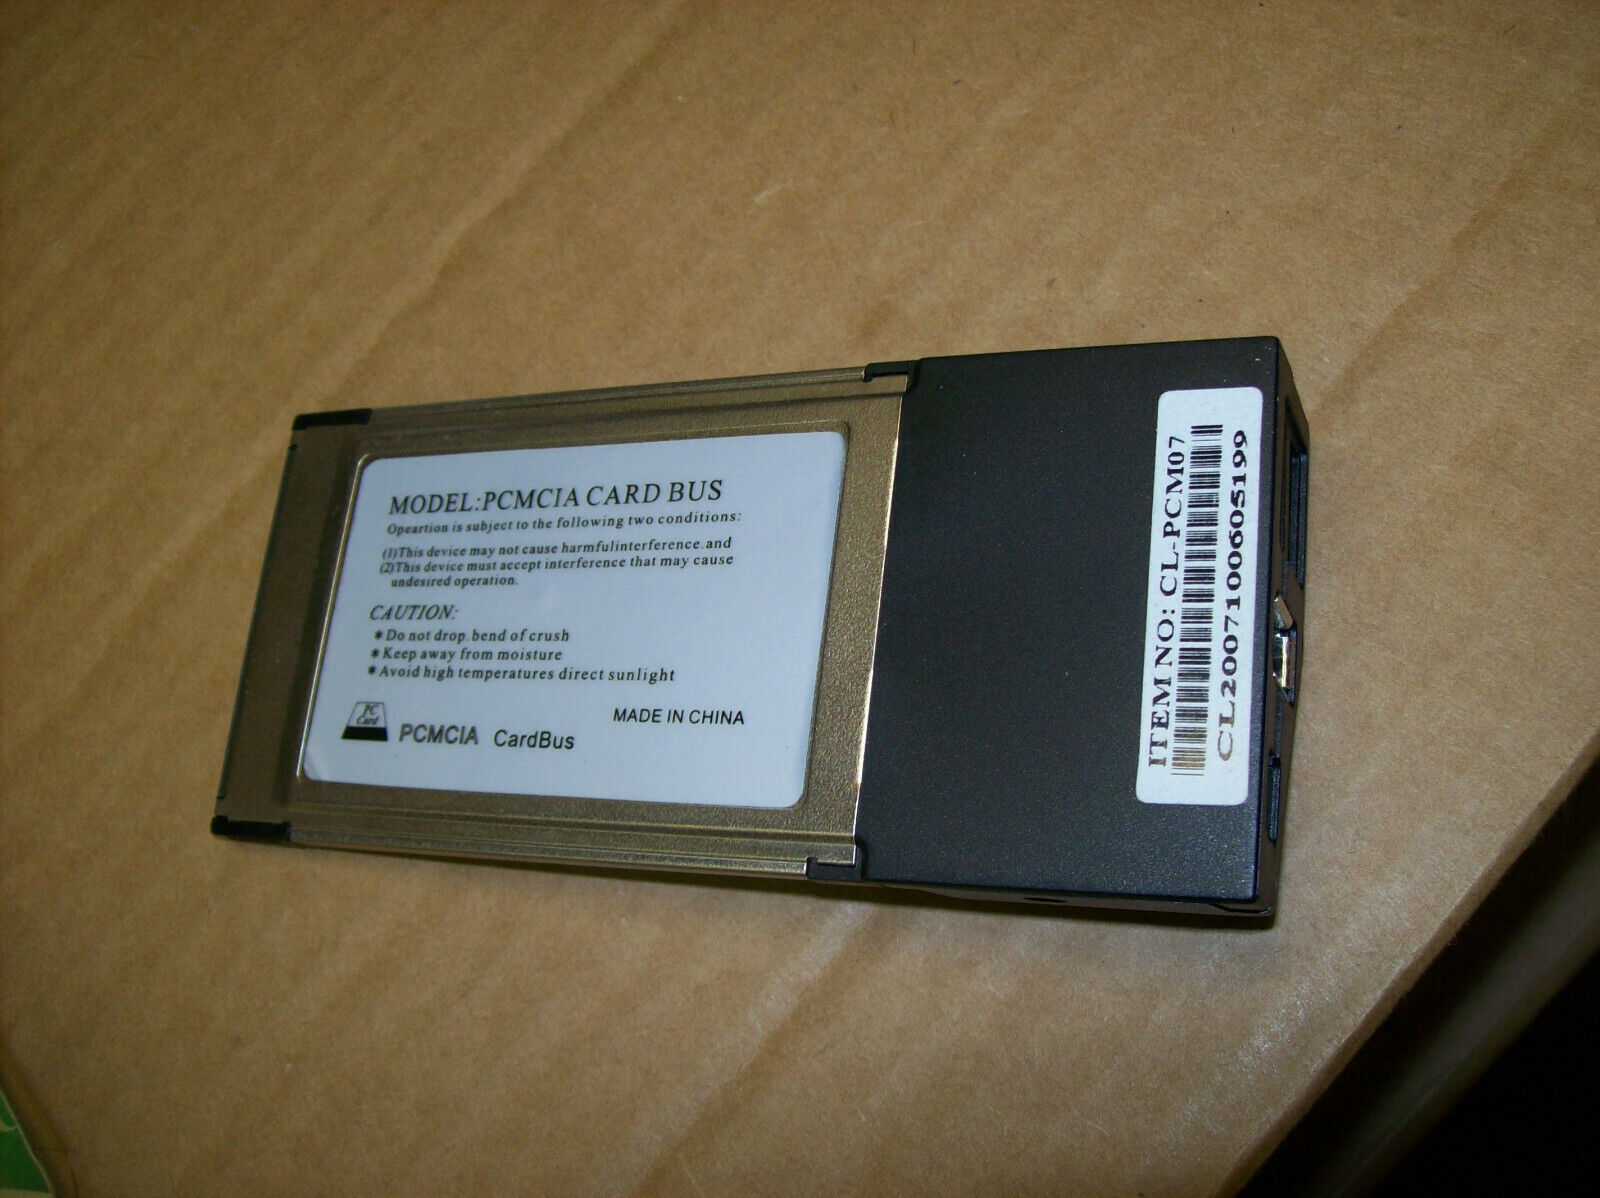 MODEL:PCMCIA CARD BUS
Opeartion is subject to the following two conditions:
(1)This device may not cause harmfulinterference.and
(2)This device must accept interference that may cause
undesired operation.
CAUTION:
* Do not drop. bend of crush
* Keep away from moisture
* Avoid high temperatures direct sunlight
PC
Card
PCMCIA CardBus
MADE IN CHINA
ITEM NO: CL-PCM07
CL2007100605199